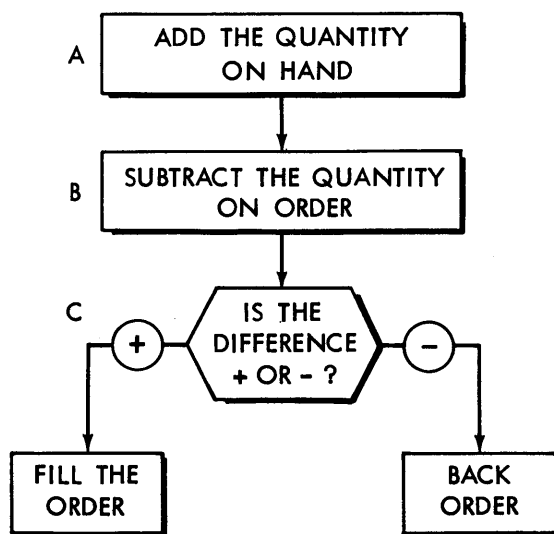 A
ADD THE QUANTITY
ON HAND
B
SUBTRACT THE QUANTITY
ON ORDER
C
IS THE
DIFFERENCE
+ OR - ?
+
-
FILL THE
ORDER
BACK
ORDER